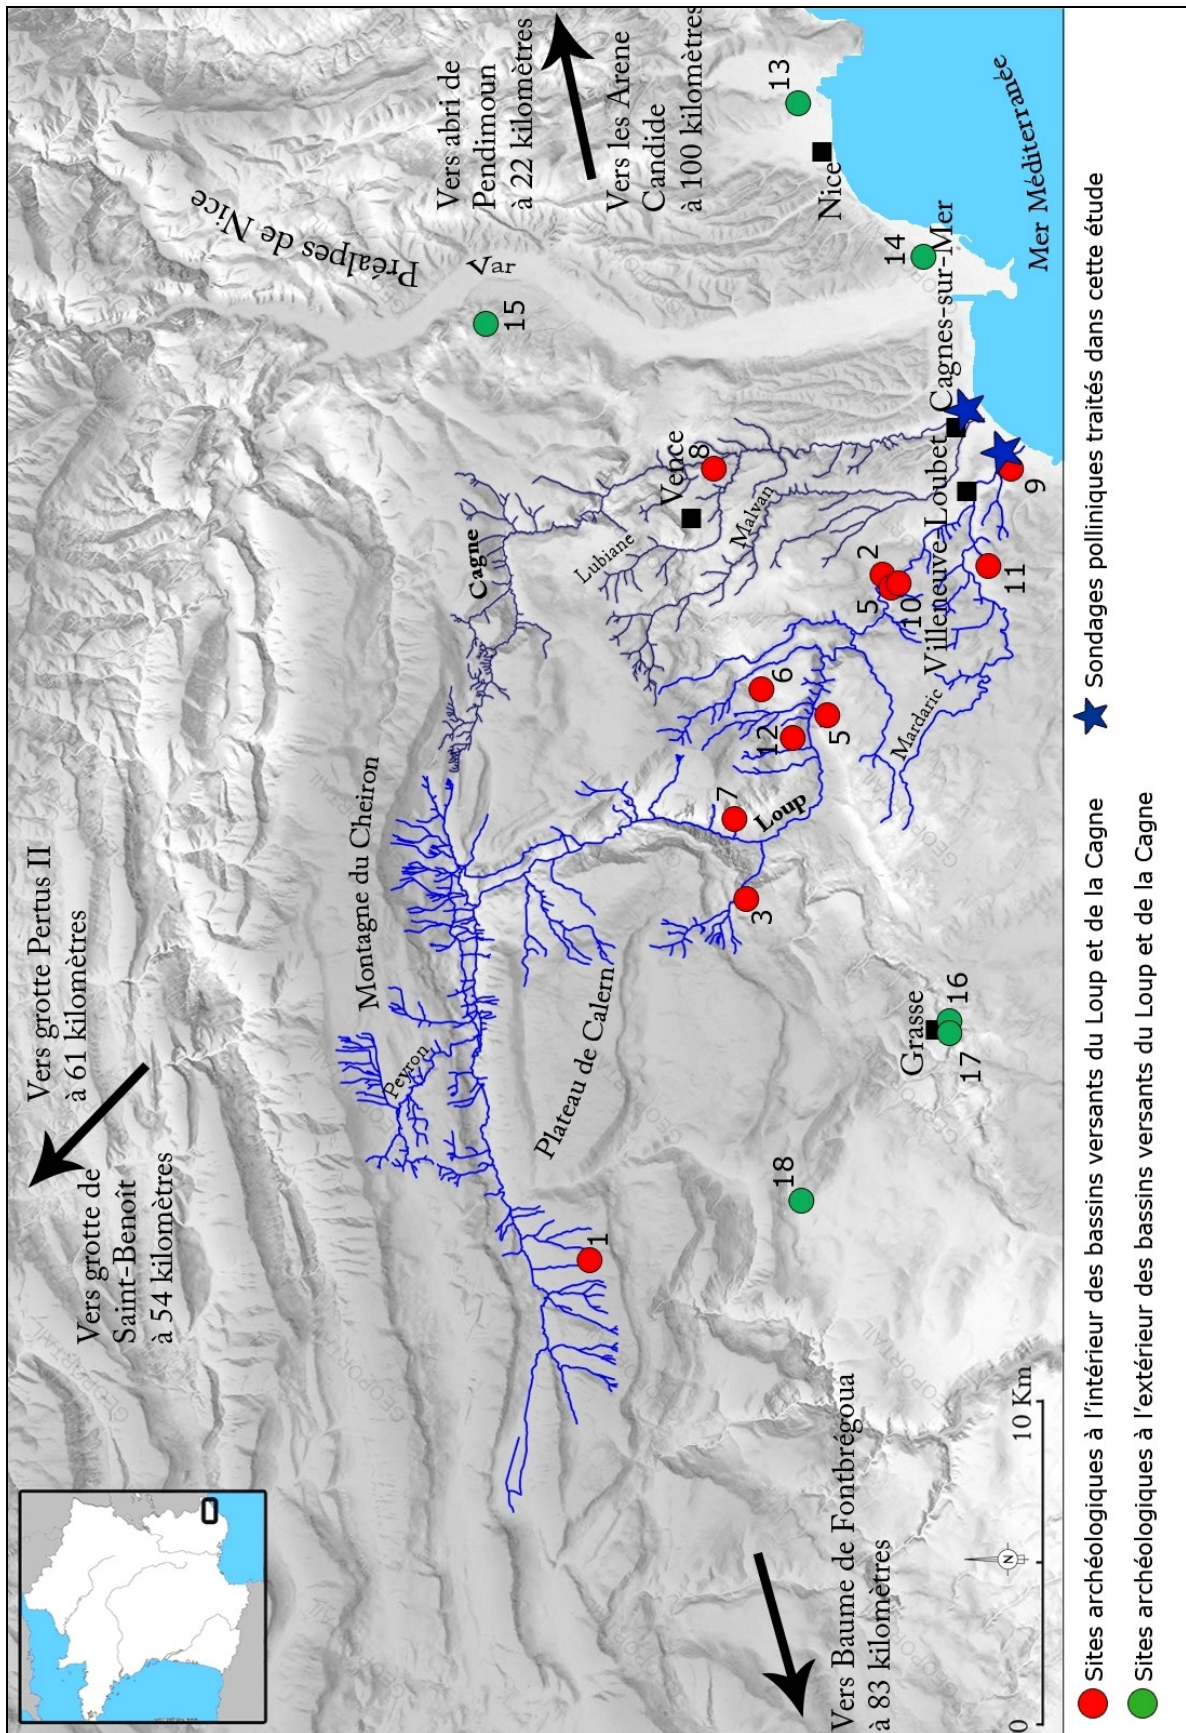 Vers grotte Pertus II
à 61 kilomètres
Vers grotte de
Saint-Benoît
à 54 kilomètres
Préalpes de Nice
Vers abri de
Pendimoun
à 22 kilomètres
Vers les Arene
Candide
à 100 kilomètres
Var
15
Montagne du Cheiron
Peyron
Cagne
Plateau de Calern
1
Lubiane
Vence
8
Malvan
13
Nice
3
7
Loup
12
6
5
18
Vers Baume de Fontbrégoua
à 83 kilomètres
Grasse
16
17
Mardaric
5
2
10
Villeneuve-Loubet
11
9
14
Cagnes-sur-Mer
Mer Méditerranée
0
10 Km
N
Sites archéologiques à l'intérieur des bassins versants du Loup et de la Cagne
Sites archéologiques à l'extérieur des bassins versants du Loup et de la Cagne
Sondages polliniques traités dans cette étude